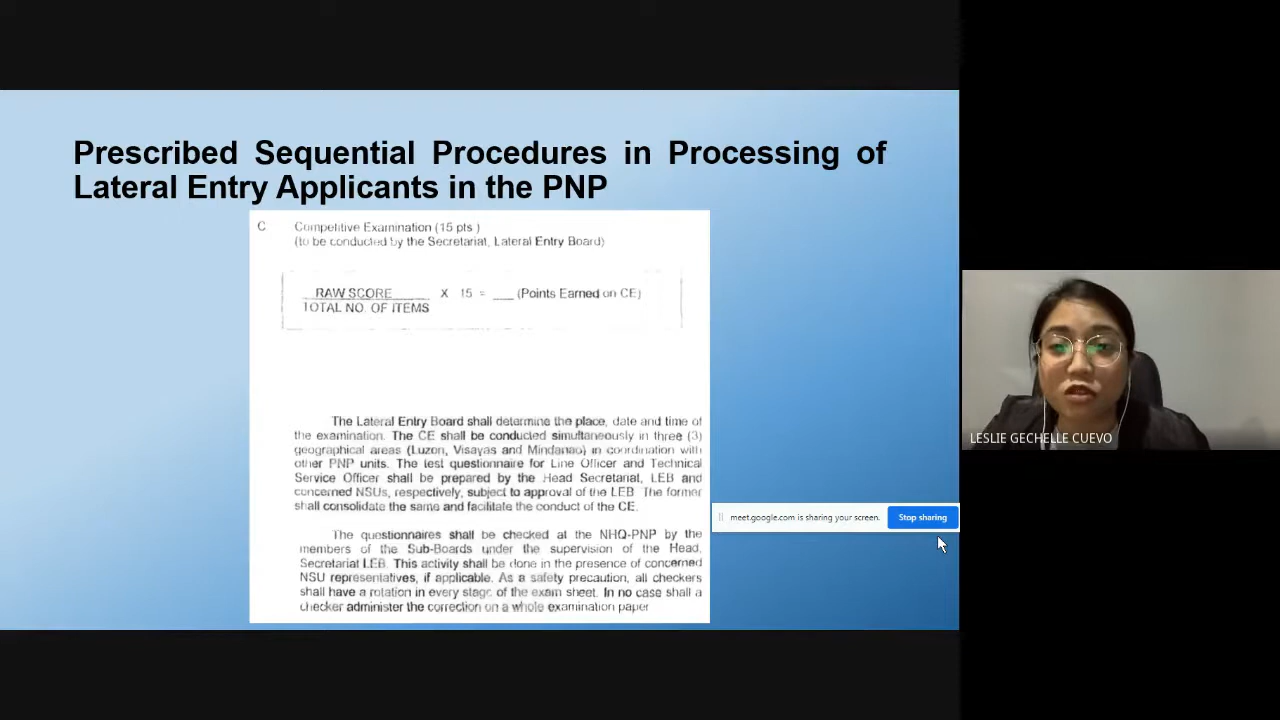 Prescribed Sequential Procedures in Processing of
Lateral Entry Applicants in the PNP
C Competitive Examination (15 pts )
(to be conducted by the Secretariat, Lateral Entry Board)
RAW SCORE X 15 = ___ (Points Earned on CE)
TOTAL NO. OF ITEMS
The Lateral Entry Board shall determine the place, date and time of
the examination. The CE shall be conducted simultaneously in three (3)
geographical areas (Luzon, Visayas and Mindanao) in coordination with
other PNP units. The test questionnaire for Line Officer and Technical
Service Officer shall be prepared by the Head Secretariat, LEB and
concerned NSUs, respectively, subject to approval of the LEB The former
shall consolidate the same and facilitate the conduct of the CE.
The questionnaires shall be checked at the NHQ-PNP by the
members of the Sub-Boards under the supervision of the Head,
Secretariat LEB. This activity shall be done in the presence of concerned
NSU representatives, if applicable. As a safety precaution, all checkers
shall have a rotation in every stage of the exam sheet. In no case shall a
checker administer the correction on a whole examination paper
meet.google.com is sharing your screen.
Stop sharing
LESLIE GECHELLE CUEVO